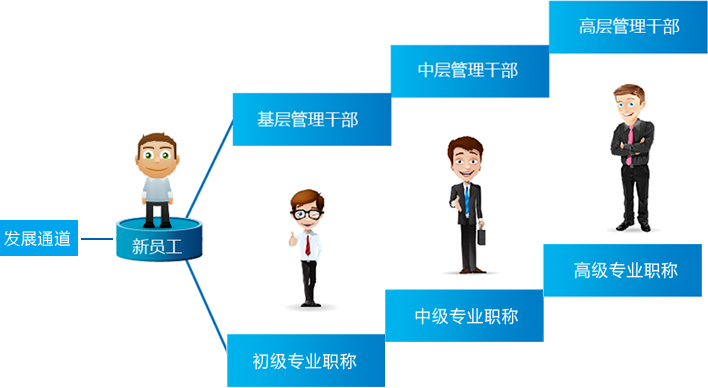 高层管理干部
中层管理干部
基层管理干部
发展通道
新员工
高级专业职称
中级专业职称
初级专业职称